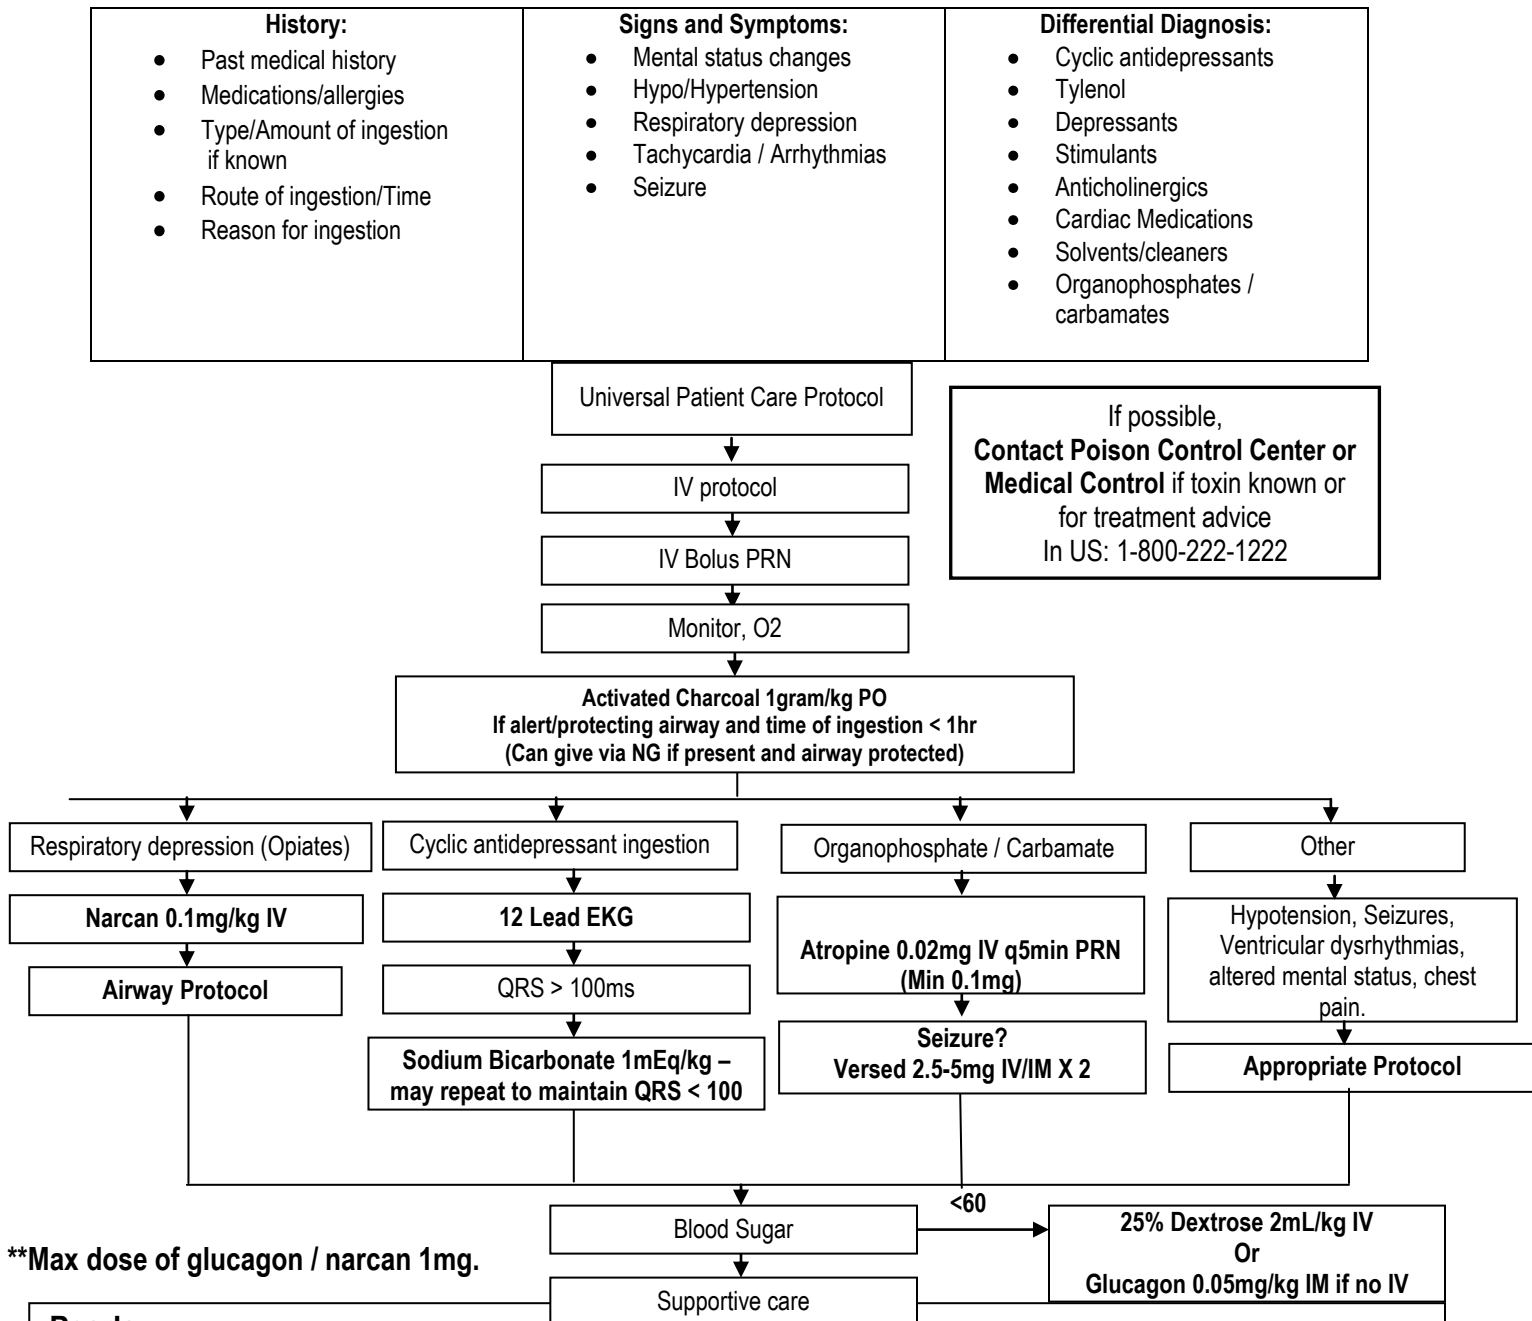 History:
• Past medical history
• Medications/allergies
• Type/Amount of ingestion
if known
• Route of ingestion/Time
• Reason for ingestion
Signs and Symptoms:
• Mental status changes
• Hypo/Hypertension
• Respiratory depression
• Tachycardia / Arrhythmias
• Seizure
Differential Diagnosis:
• Cyclic antidepressants
• Tylenol
• Depressants
• Stimulants
• Anticholinergics
• Cardiac Medications
• Solvents/cleaners
• Organophosphates /
carbamates
Universal Patient Care Protocol
If possible,
Contact Poison Control Center or
Medical Control if toxin known or
for treatment advice
In US: 1-800-222-1222
IV protocol
IV Bolus PRN
Monitor, O2
Activated Charcoal 1gram/kg PO
If alert/protecting airway and time of ingestion < 1hr
(Can give via NG if present and airway protected)
Respiratory depression (Opiates)
Narcan 0.1mg/kg IV
Airway Protocol
Cyclic antidepressant ingestion
12 Lead EKG
QRS > 100ms
Sodium Bicarbonate 1mEq/kg –
may repeat to maintain QRS < 100
Organophosphate / Carbamate
Atropine 0.02mg IV q5min PRN
(Min 0.1mg)
Seizure?
Versed 2.5-5mg IV/IM X 2
Other
Hypotension, Seizures,
Ventricular dysrhythmias,
altered mental status, chest
pain.
Appropriate Protocol
Blood Sugar
<60
25% Dextrose 2mL/kg IV
Or
Glucagon 0.05mg/kg IM if no IV
**Max dose of glucagon / narcan 1mg.
Supportive care